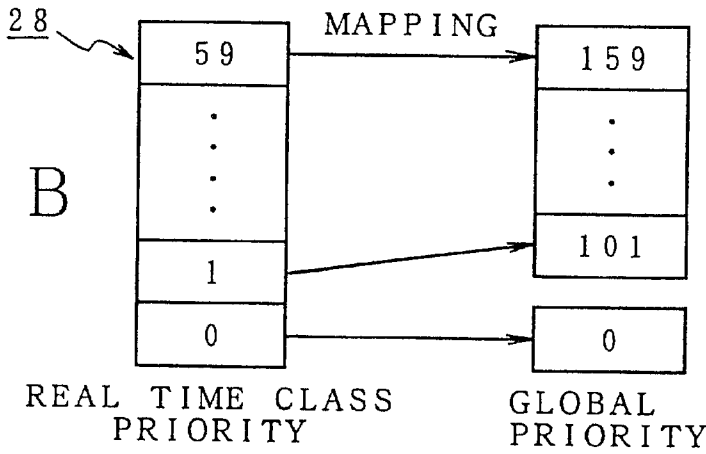 28
MAPPING
59
159
B
1
101
0
0
REAL TIME CLASS
PRIORITY
GLOBAL
PRIORITY